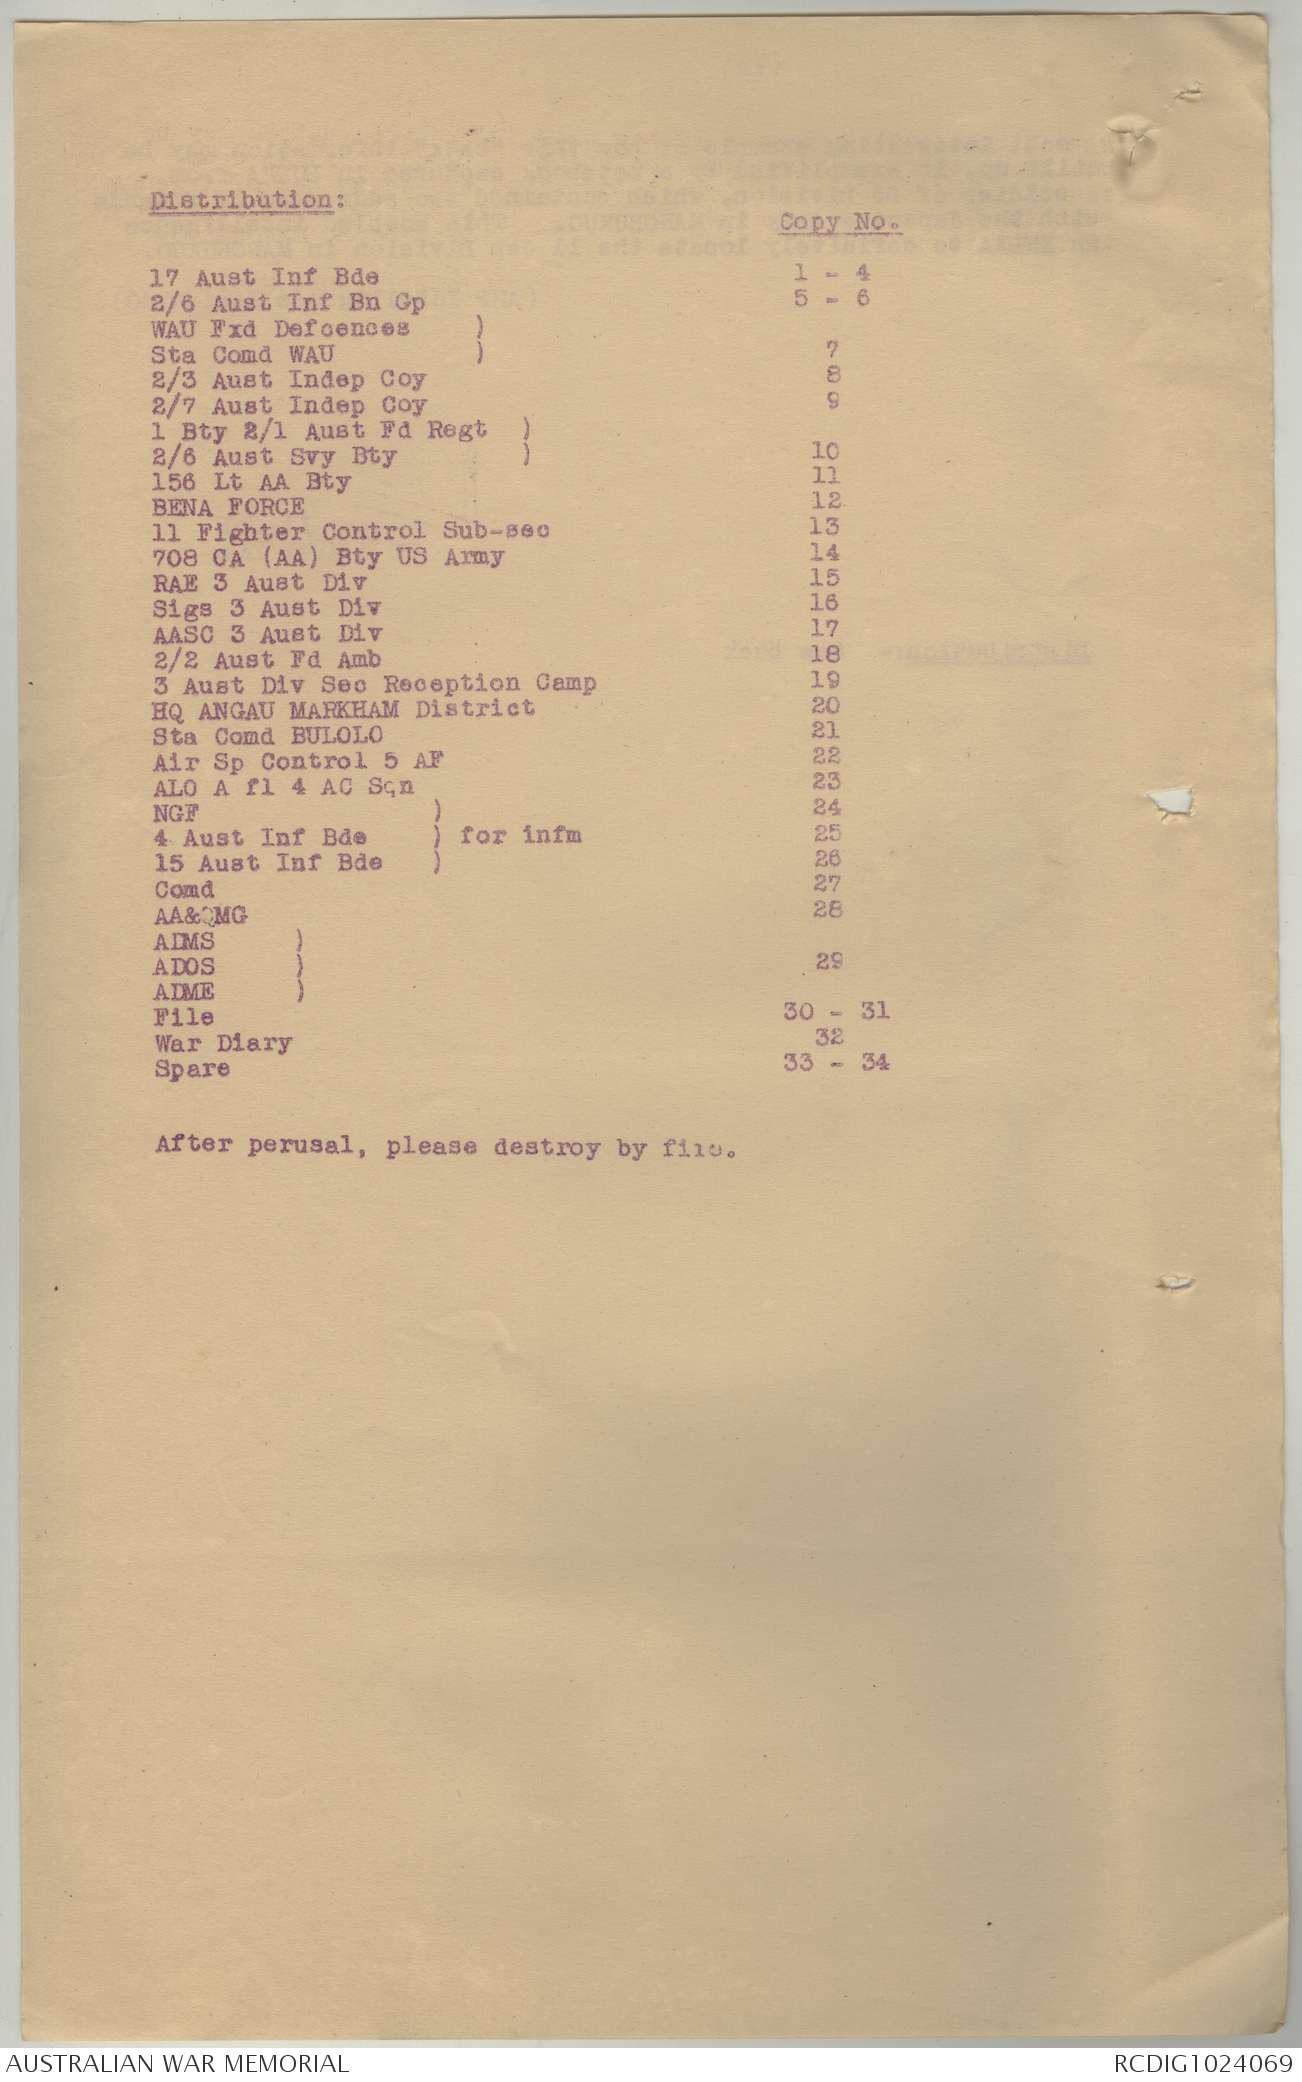 Distribution:
Copy No.
17 Aust Inf Bde 1 - 4
2/6 Aust Inf Bn Gp 5 - 6
WAU Fxd Defcences )
Sta Comd WAU ) 7
2/3 Aust Indep Coy 8
2/7 Aust Indep Coy 9
1 Bty 2/1 Aust Fd Regt )
2/6 Aust Svy Bty ) 10
156 Lt AA Bty 11
BENA FORCE 12
11 Fighter Control Sub-sec 13
708 CA (AA) Bty US Army 14
RAE 3 Aust Div 15
Sigs 3 Aust Div 16
AASC 3 Aust Div 17
2/2 Aust Fd Amb 18
3 Aust Div Sec Reception Camp 19
HQ ANGAU MARKHAM District 20
Sta Comd BULOLO 21
Air Sp Control 5 AF 22
ALO A fl 4 AC Sqn 23
NGF ) 24
4 Aust Inf Bde ) for infm 25
15 Aust Inf Bde ) 26
Comd 27
AA&QMG 28
ADMS )
ADOS ) 29
ADME )
File 30 - 31
War Diary 32
Spare 33 - 34
After perusal, please destroy by fire.
AUSTRALIAN WAR MEMORIAL RCDIG1024069